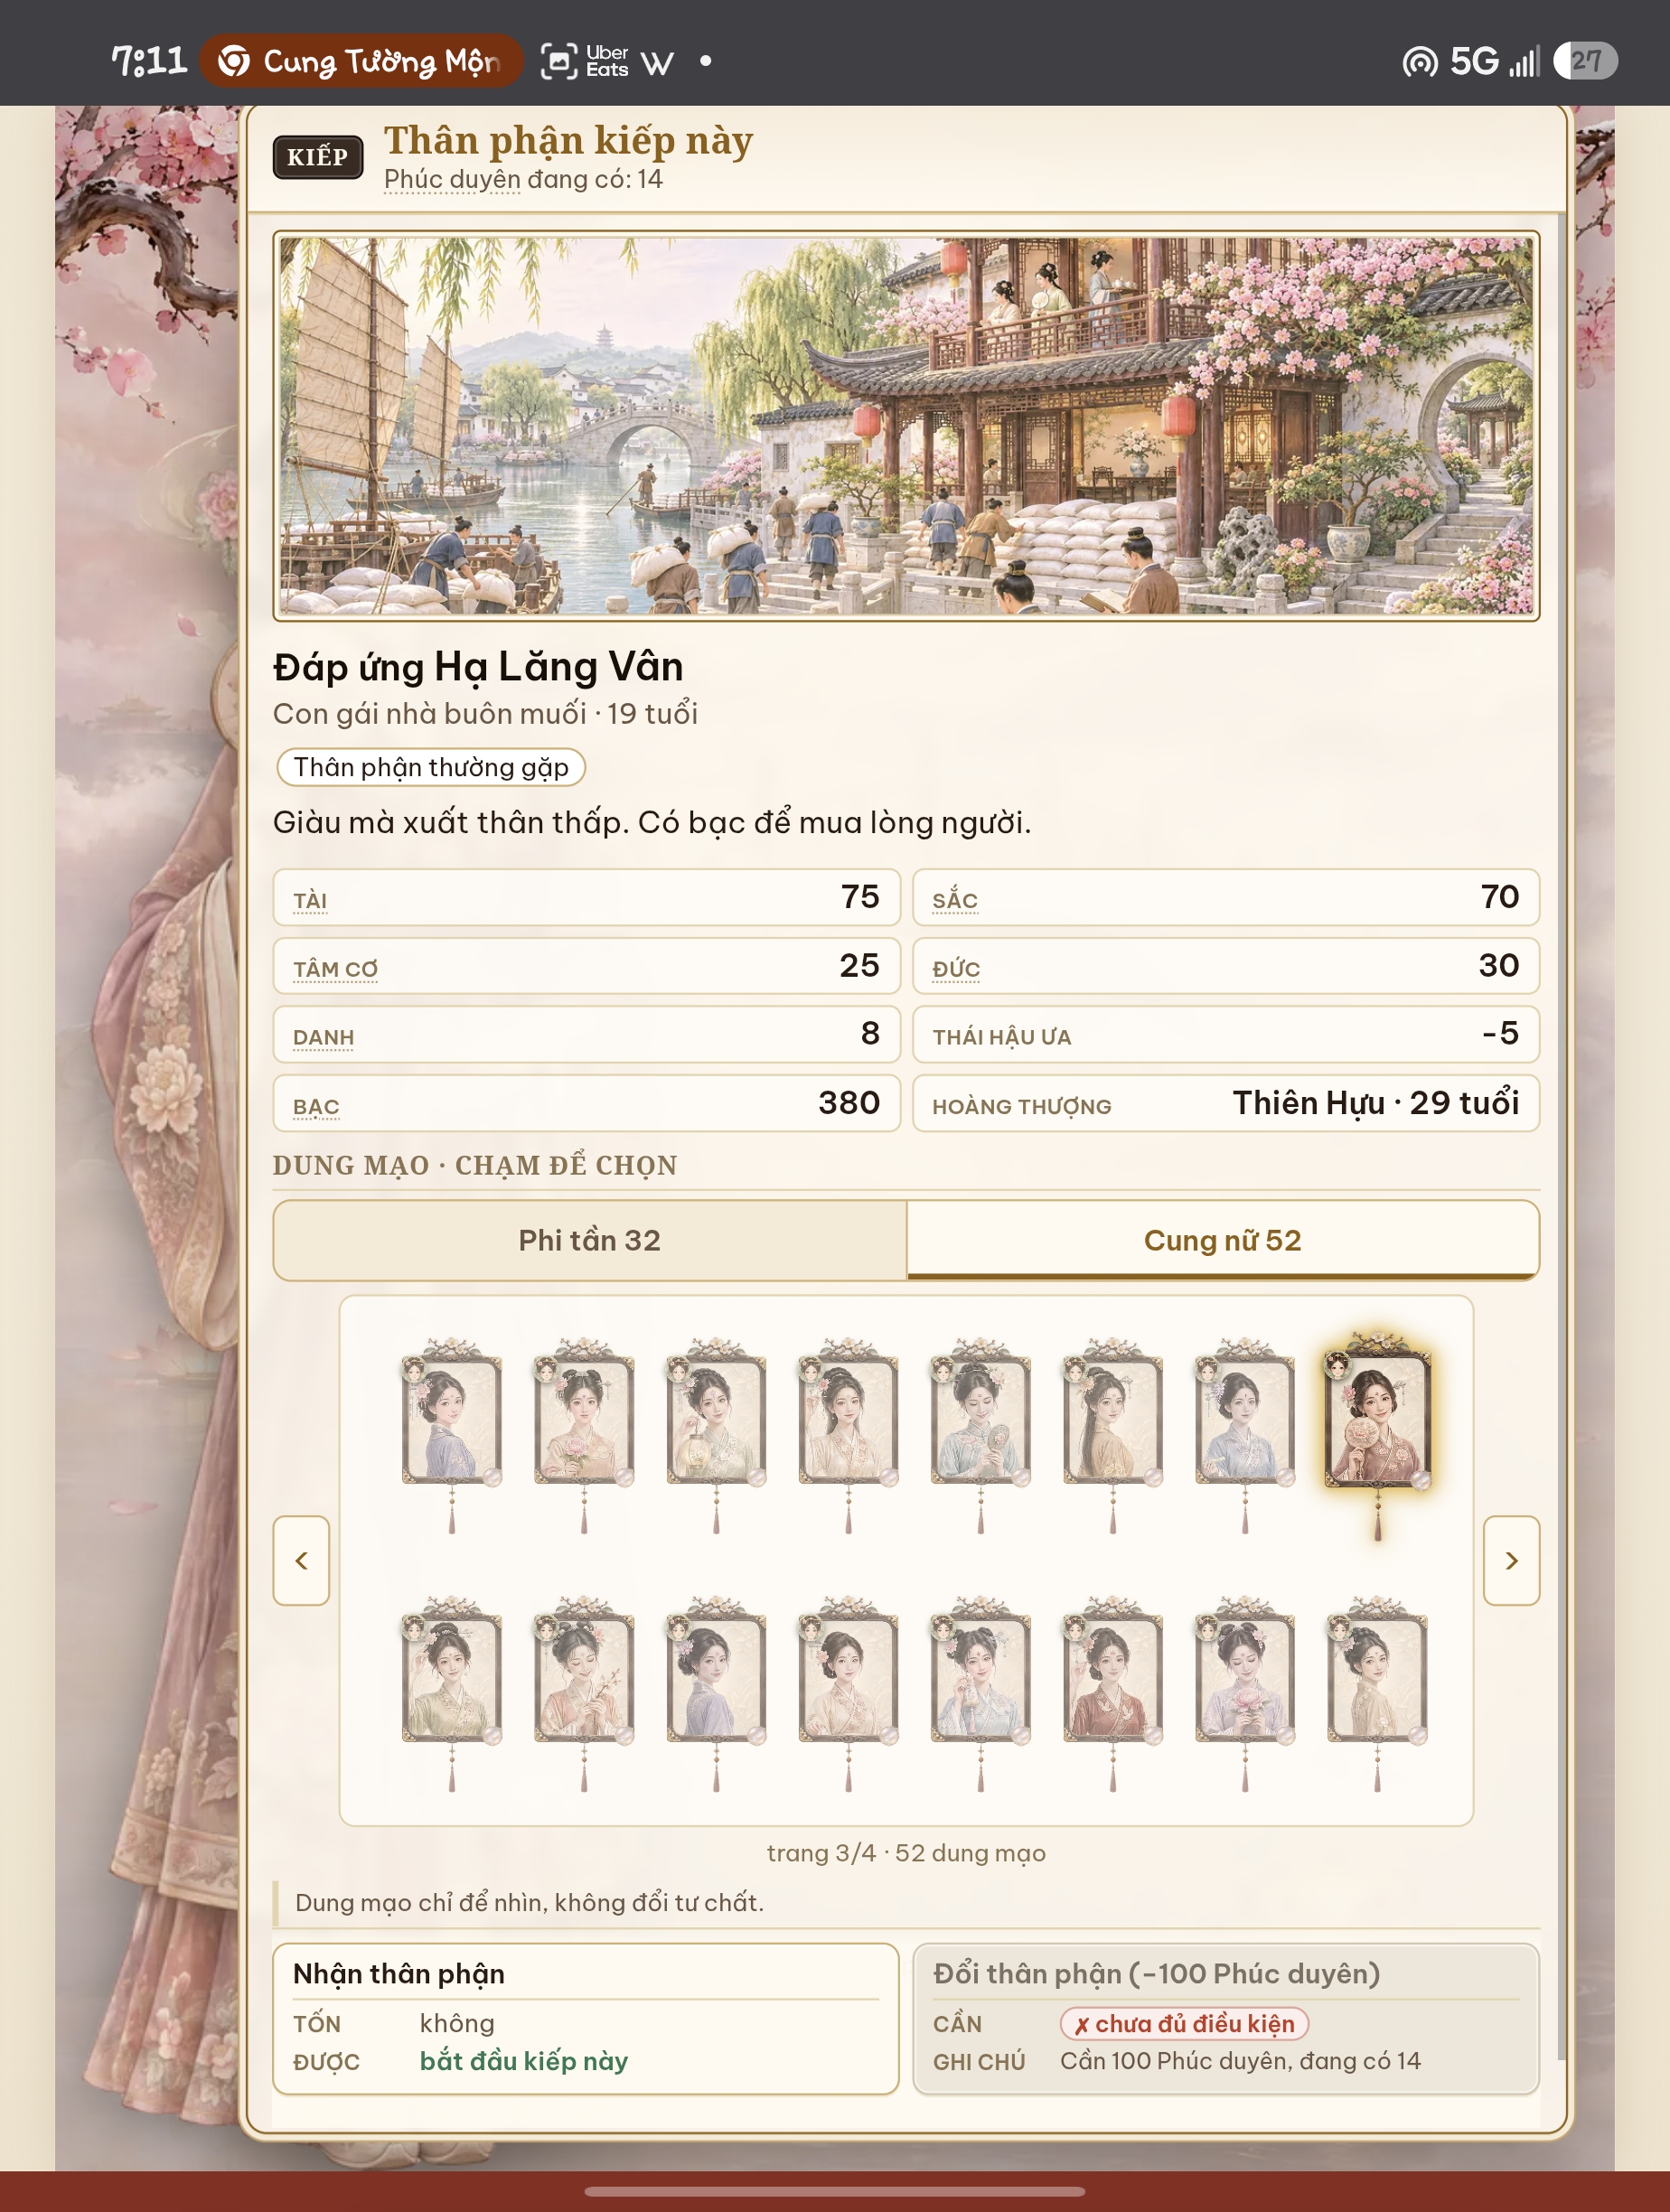 7:11 Cung Tường Mộn Uber Eats W 5G 27
KIẾP
Thân phận kiếp này
Phúc duyên đang có: 14
Đáp ứng Hạ Lăng Vân
Con gái nhà buôn muối · 19 tuổi
Thân phận thường gặp
Giàu mà xuất thân thấp. Có bạc để mua lòng người.
TÀI 75 SẮC 70
TÂM CƠ 25 ĐỨC 30
DANH 8 THÁI HẬU ƯA -5
BẠC 380 HOÀNG THƯỢNG Thiên Hựu · 29 tuổi
DUNG MẠO · CHẠM ĐỂ CHỌN
Phi tần 32 Cung nữ 52
‹ ›
trang 3/4 · 52 dung mạo
Dung mạo chỉ để nhìn, không đổi tư chất.
Nhận thân phận
TỐN không
ĐƯỢC bắt đầu kiếp này
Đổi thân phận (-100 Phúc duyên)
CẦN ✗ chưa đủ điều kiện
GHI CHÚ Cần 100 Phúc duyên, đang có 14